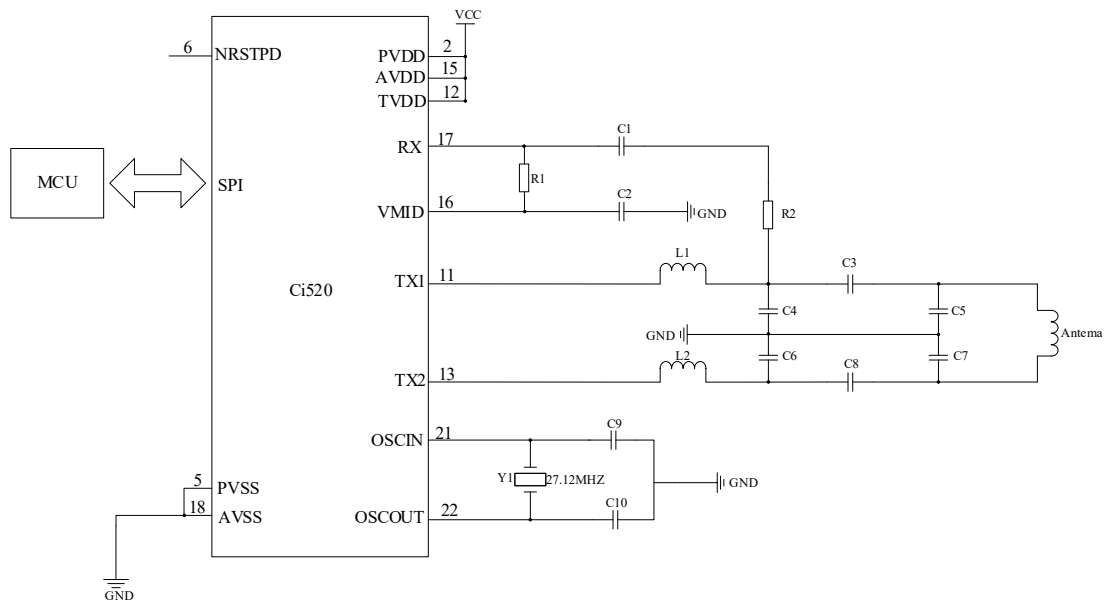 VCC
6
NRSTPD
PVDD
2
AVDD
15
TVDD
12
RX
17
C1
MCU
SPI
R1
VMID
16
C2
GND
R2
Ci520
TX1
11
L1
C3
C4
C5
GND
Antema
C6
C7
L2
C8
TX2
13
OSCIN
21
C9
Y1
27.12MHZ
GND
OSCOUT
22
C10
5
PVSS
18
AVSS
GND